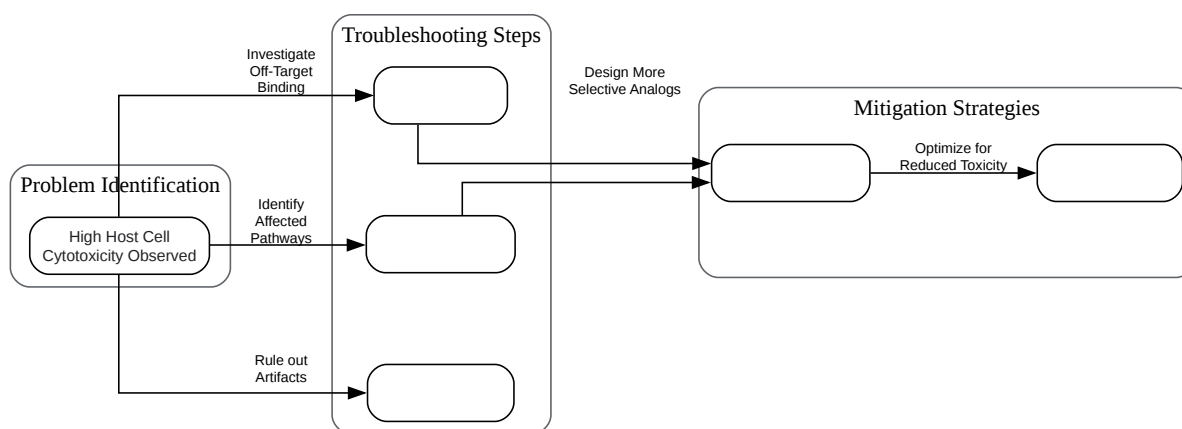 Troubleshooting Steps
Investigate
Off-Target
Binding
Design More
Selective Analogs
Mitigation Strategies
Optimize for
Reduced Toxicity
Problem Identification
High Host Cell
Cytotoxicity Observed
Identify
Affected
Pathways
Rule out
Artifacts